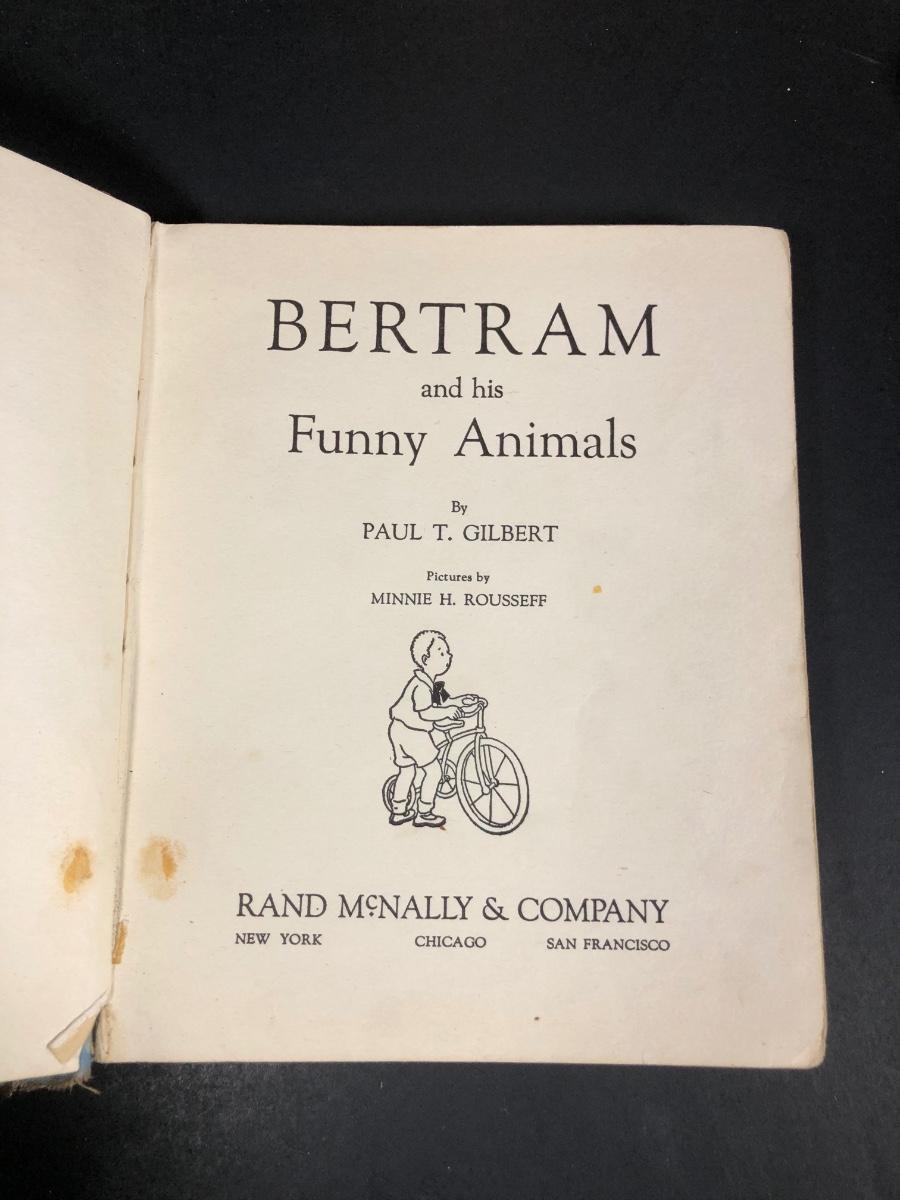 BERTRAM
and his
Funny Animals
By
PAUL T. GILBERT
Pictures by
MINNIE H. ROUSSEFF
RAND McNALLY & COMPANY
NEW YORK CHICAGO SAN FRANCISCO